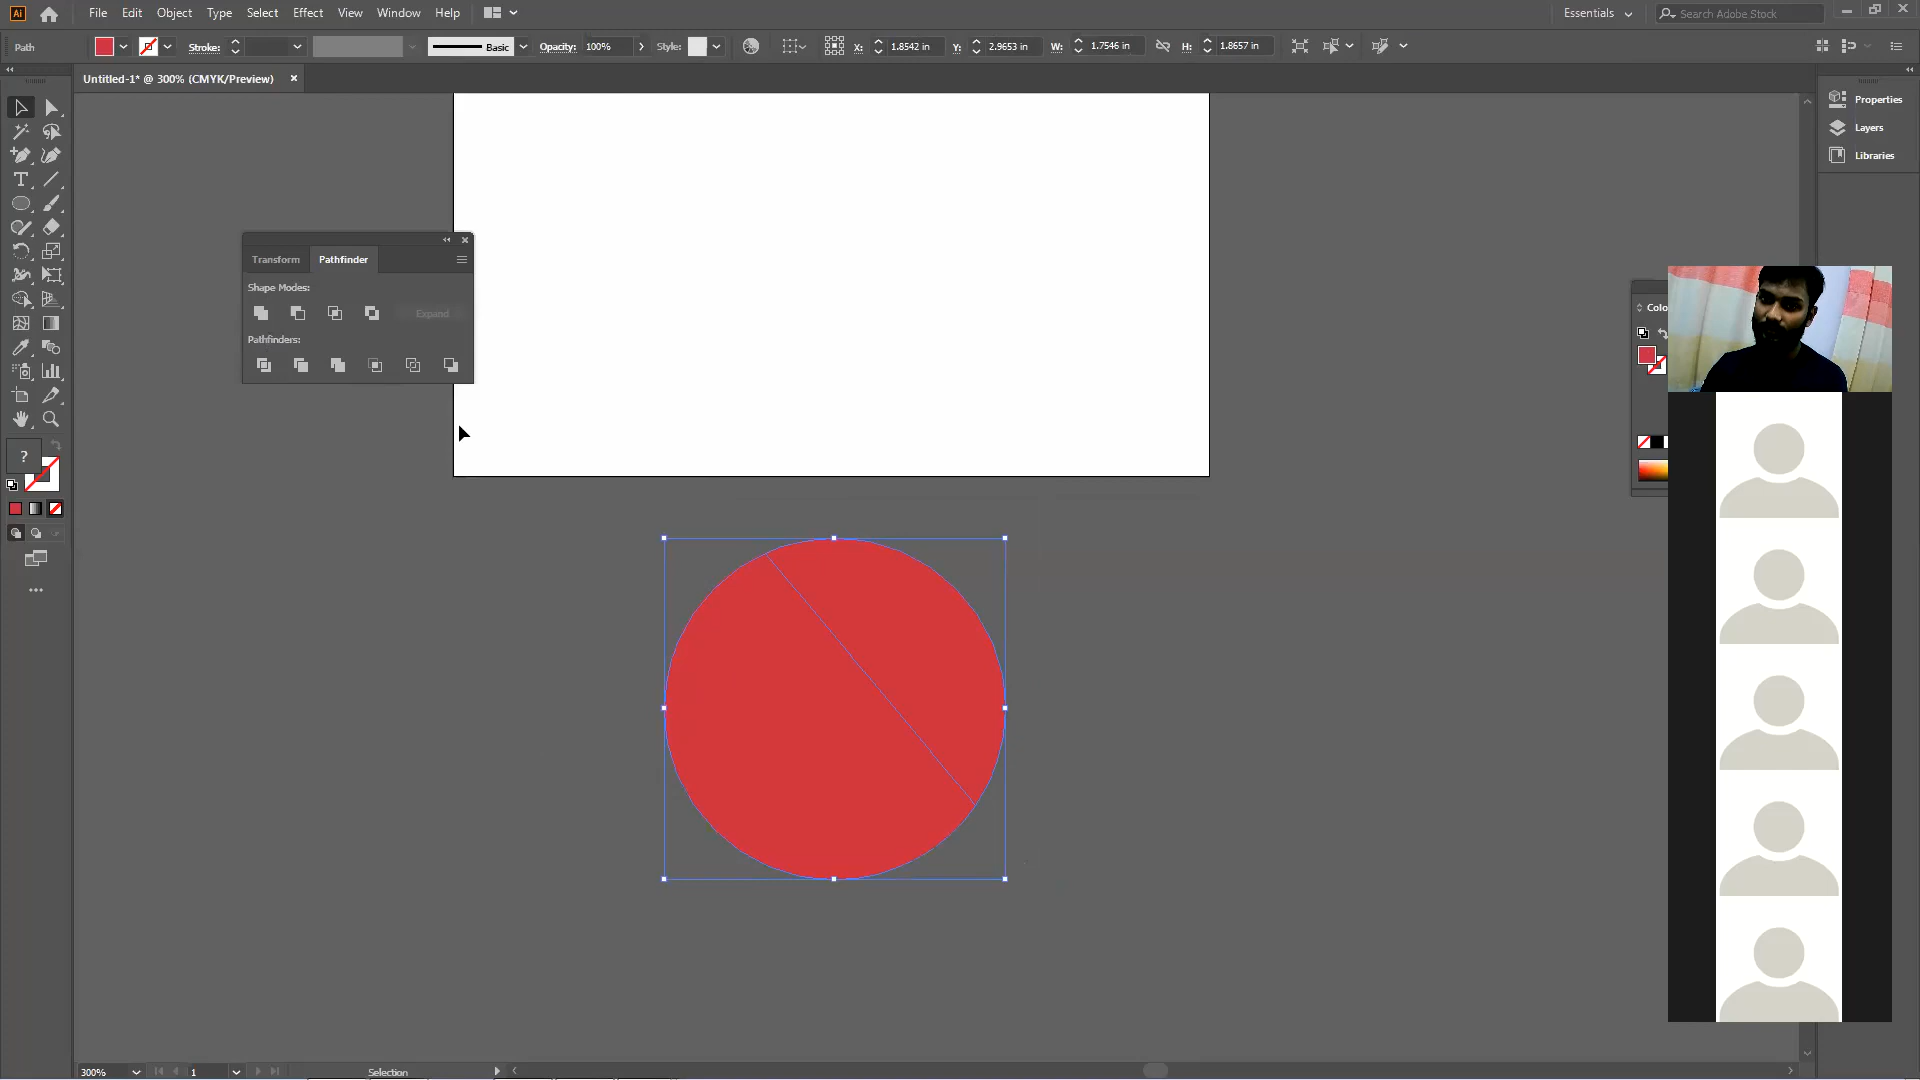 Ai File Edit Object Type Select Effect View Window Help Essentials Search Adobe Stock
Path Stroke: Basic Opacity: 100% Style: X: 1.8542 in Y: 2.9653 in W: 1.7546 in H: 1.8657 in
Untitled-1* @ 300% (CMYK/Preview)
Properties
Layers
Libraries
Transform Pathfinder
Shape Modes:
Expand
Pathfinders:
Colo
?
300% 1 Selection